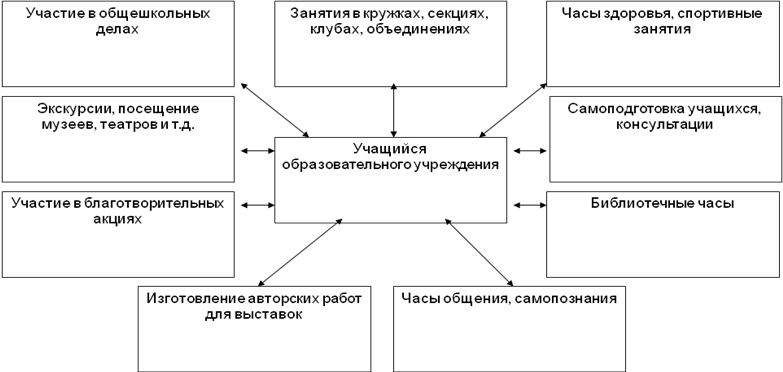 Участие в общешкольных
делах
Занятия в кружках, секциях,
клубах, объединениях
Часы здоровья, спортивные
занятия
Экскурсии, посещение
музеев, театров и т.д.
Учащийся
образовательного учреждения
Самоподготовка учащихся,
консультации
Участие в благотворительных
акциях
Библиотечные часы
Изготовление авторских работ
для выставок
Часы общения, самопознания